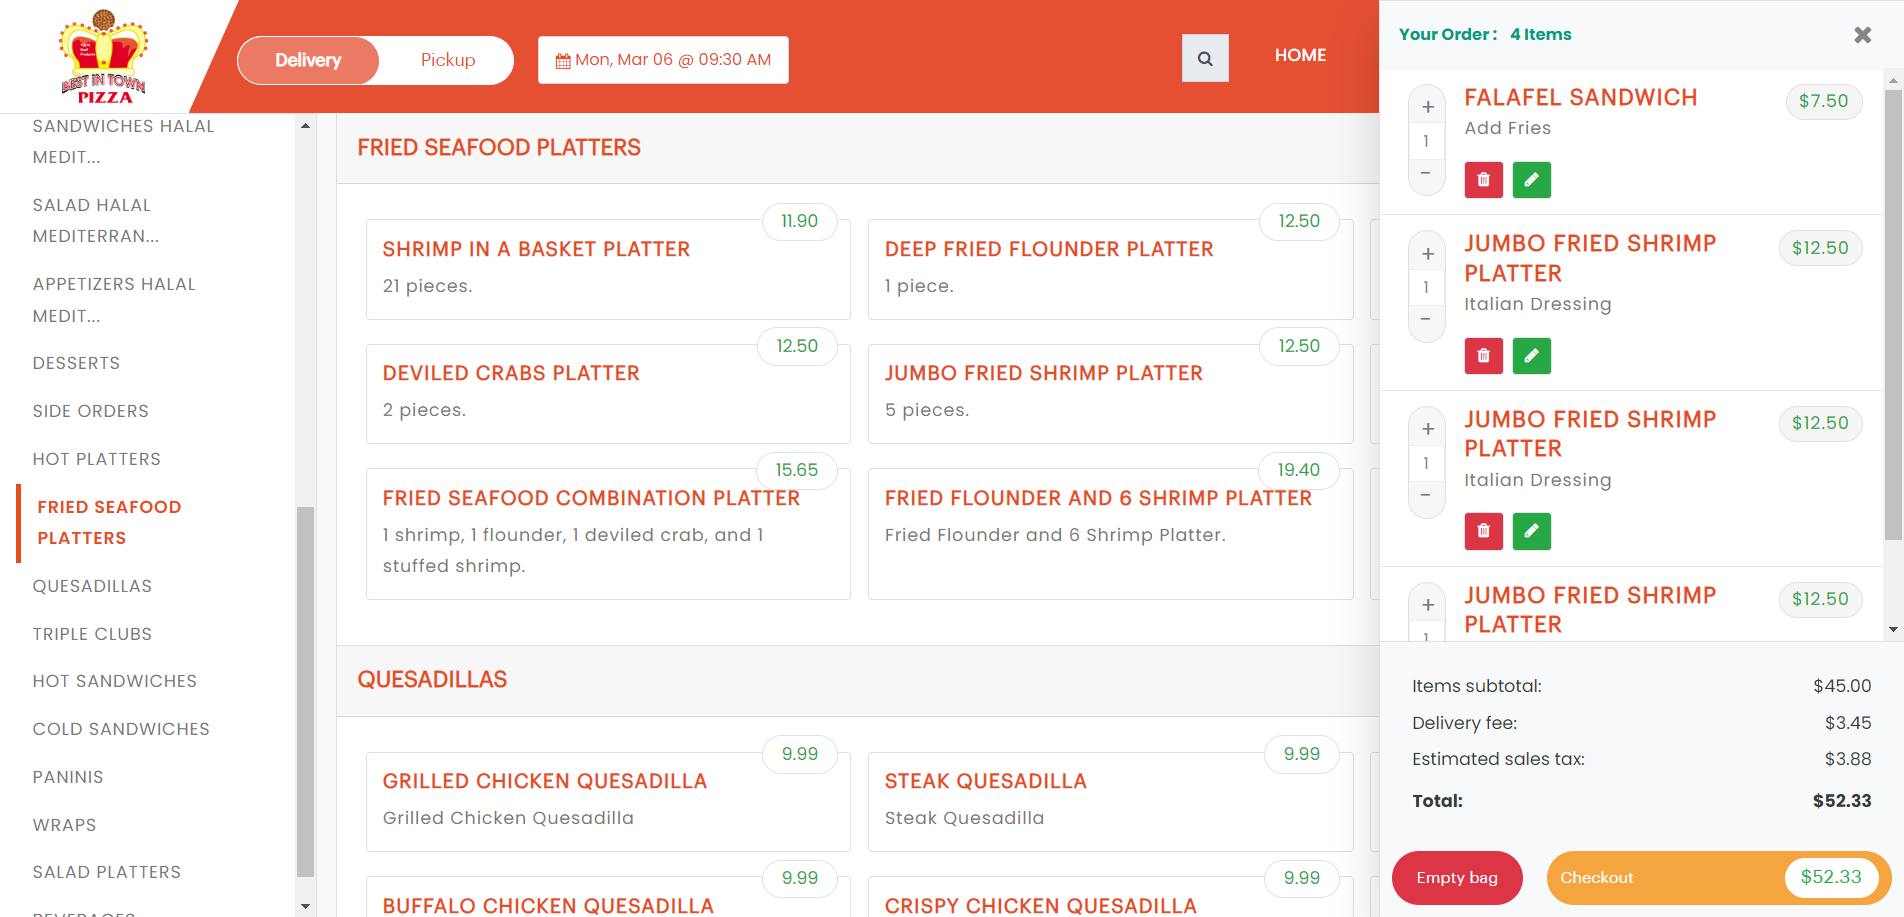 BEST IN TOWN
PIZZA
Delivery
Pickup
Mon, Mar 06 @ 09:30 AM
HOME
SANDWICHES HALAL
MEDIT...
SALAD HALAL
MEDITERRAN...
APPETIZERS HALAL
MEDIT...
DESSERTS
SIDE ORDERS
HOT PLATTERS
FRIED SEAFOOD
PLATTERS
QUESADILLAS
TRIPLE CLUBS
HOT SANDWICHES
COLD SANDWICHES
PANINIS
WRAPS
SALAD PLATTERS
BEVERAGES
FRIED SEAFOOD PLATTERS
11.90
SHRIMP IN A BASKET PLATTER
21 pieces.
12.50
DEEP FRIED FLOUNDER PLATTER
1 piece.
12.50
DEVILED CRABS PLATTER
2 pieces.
12.50
JUMBO FRIED SHRIMP PLATTER
5 pieces.
15.65
FRIED SEAFOOD COMBINATION PLATTER
1 shrimp, 1 flounder, 1 deviled crab, and 1
stuffed shrimp.
19.40
FRIED FLOUNDER AND 6 SHRIMP PLATTER
Fried Flounder and 6 Shrimp Platter.
QUESADILLAS
9.99
GRILLED CHICKEN QUESADILLA
Grilled Chicken Quesadilla
9.99
STEAK QUESADILLA
Steak Quesadilla
9.99
BUFFALO CHICKEN QUESADILLA
9.99
CRISPY CHICKEN QUESADILLA
Your Order : 4 Items
+
1
−
FALAFEL SANDWICH
$7.50
Add Fries
+
1
−
JUMBO FRIED SHRIMP
PLATTER
$12.50
Italian Dressing
+
1
−
JUMBO FRIED SHRIMP
PLATTER
$12.50
Italian Dressing
+
1
JUMBO FRIED SHRIMP
PLATTER
$12.50
Items subtotal: $45.00
Delivery fee: $3.45
Estimated sales tax: $3.88
Total: $52.33
Empty bag
Checkout $52.33